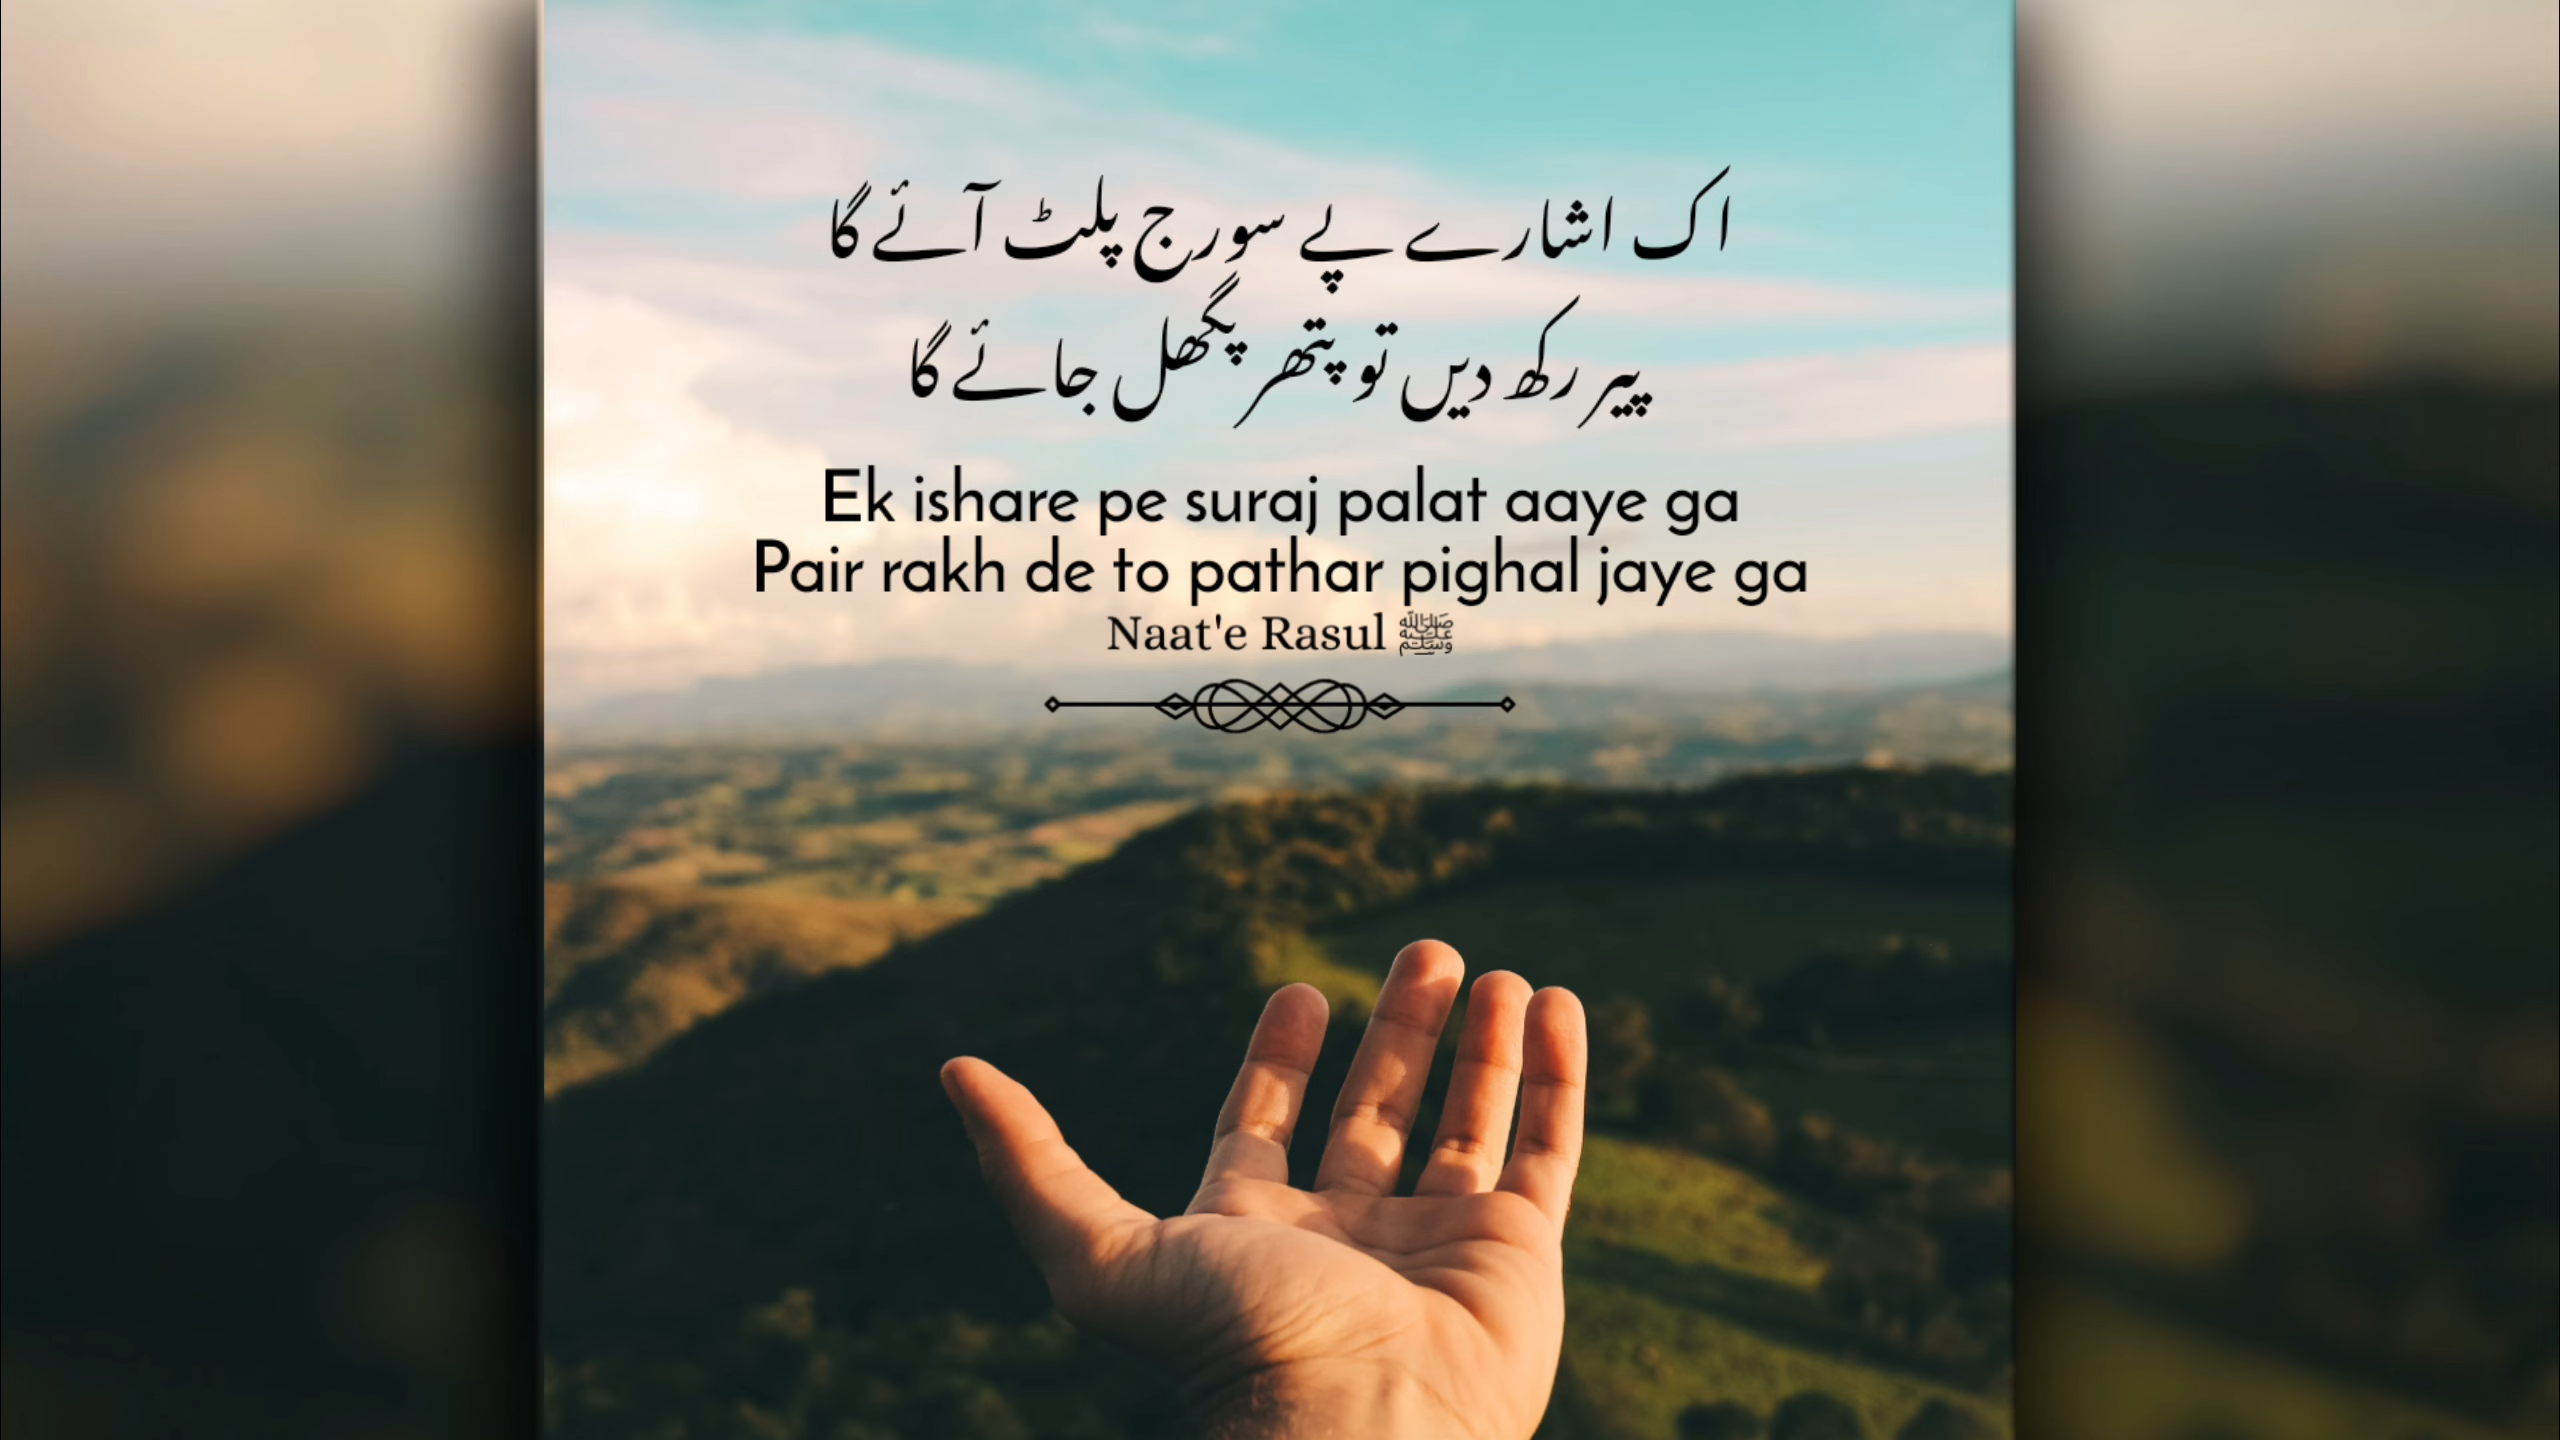 اک اشارے پے سورج پلٹ آئے گا
پیر رکھ دیں تو پتھر پگھل جائے گا
Ek ishare pe suraj palat aaye ga
Pair rakh de to pathar pighal jaye ga
Naat'e Rasul ﷺ